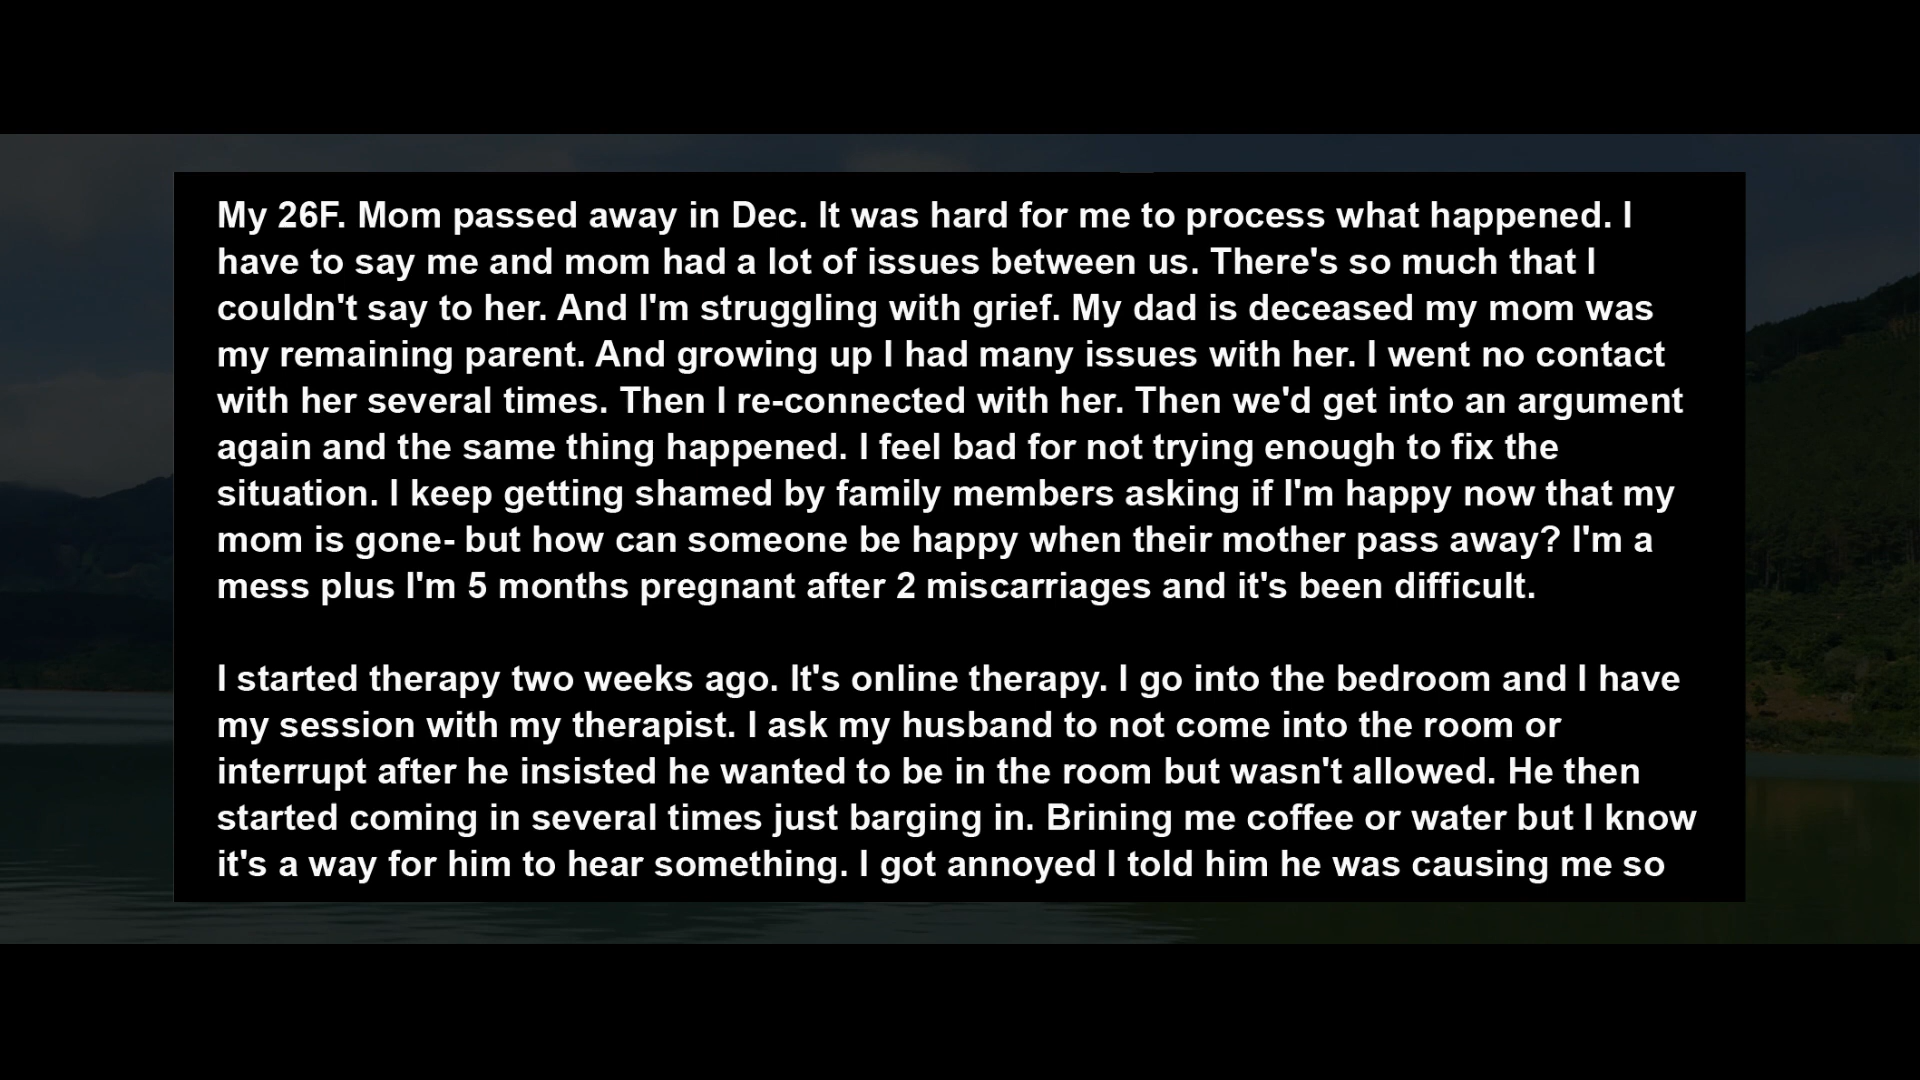 My 26F. Mom passed away in Dec. It was hard for me to process what happened. I
have to say me and mom had a lot of issues between us. There's so much that I
couldn't say to her. And I'm struggling with grief. My dad is deceased my mom was
my remaining parent. And growing up I had many issues with her. I went no contact
with her several times. Then I re-connected with her. Then we'd get into an argument
again and the same thing happened. I feel bad for not trying enough to fix the
situation. I keep getting shamed by family members asking if I'm happy now that my
mom is gone- but how can someone be happy when their mother pass away? I'm a
mess plus I'm 5 months pregnant after 2 miscarriages and it's been difficult.
I started therapy two weeks ago. It's online therapy. I go into the bedroom and I have
my session with my therapist. I ask my husband to not come into the room or
interrupt after he insisted he wanted to be in the room but wasn't allowed. He then
started coming in several times just barging in. Brining me coffee or water but I know
it's a way for him to hear something. I got annoyed I told him he was causing me so